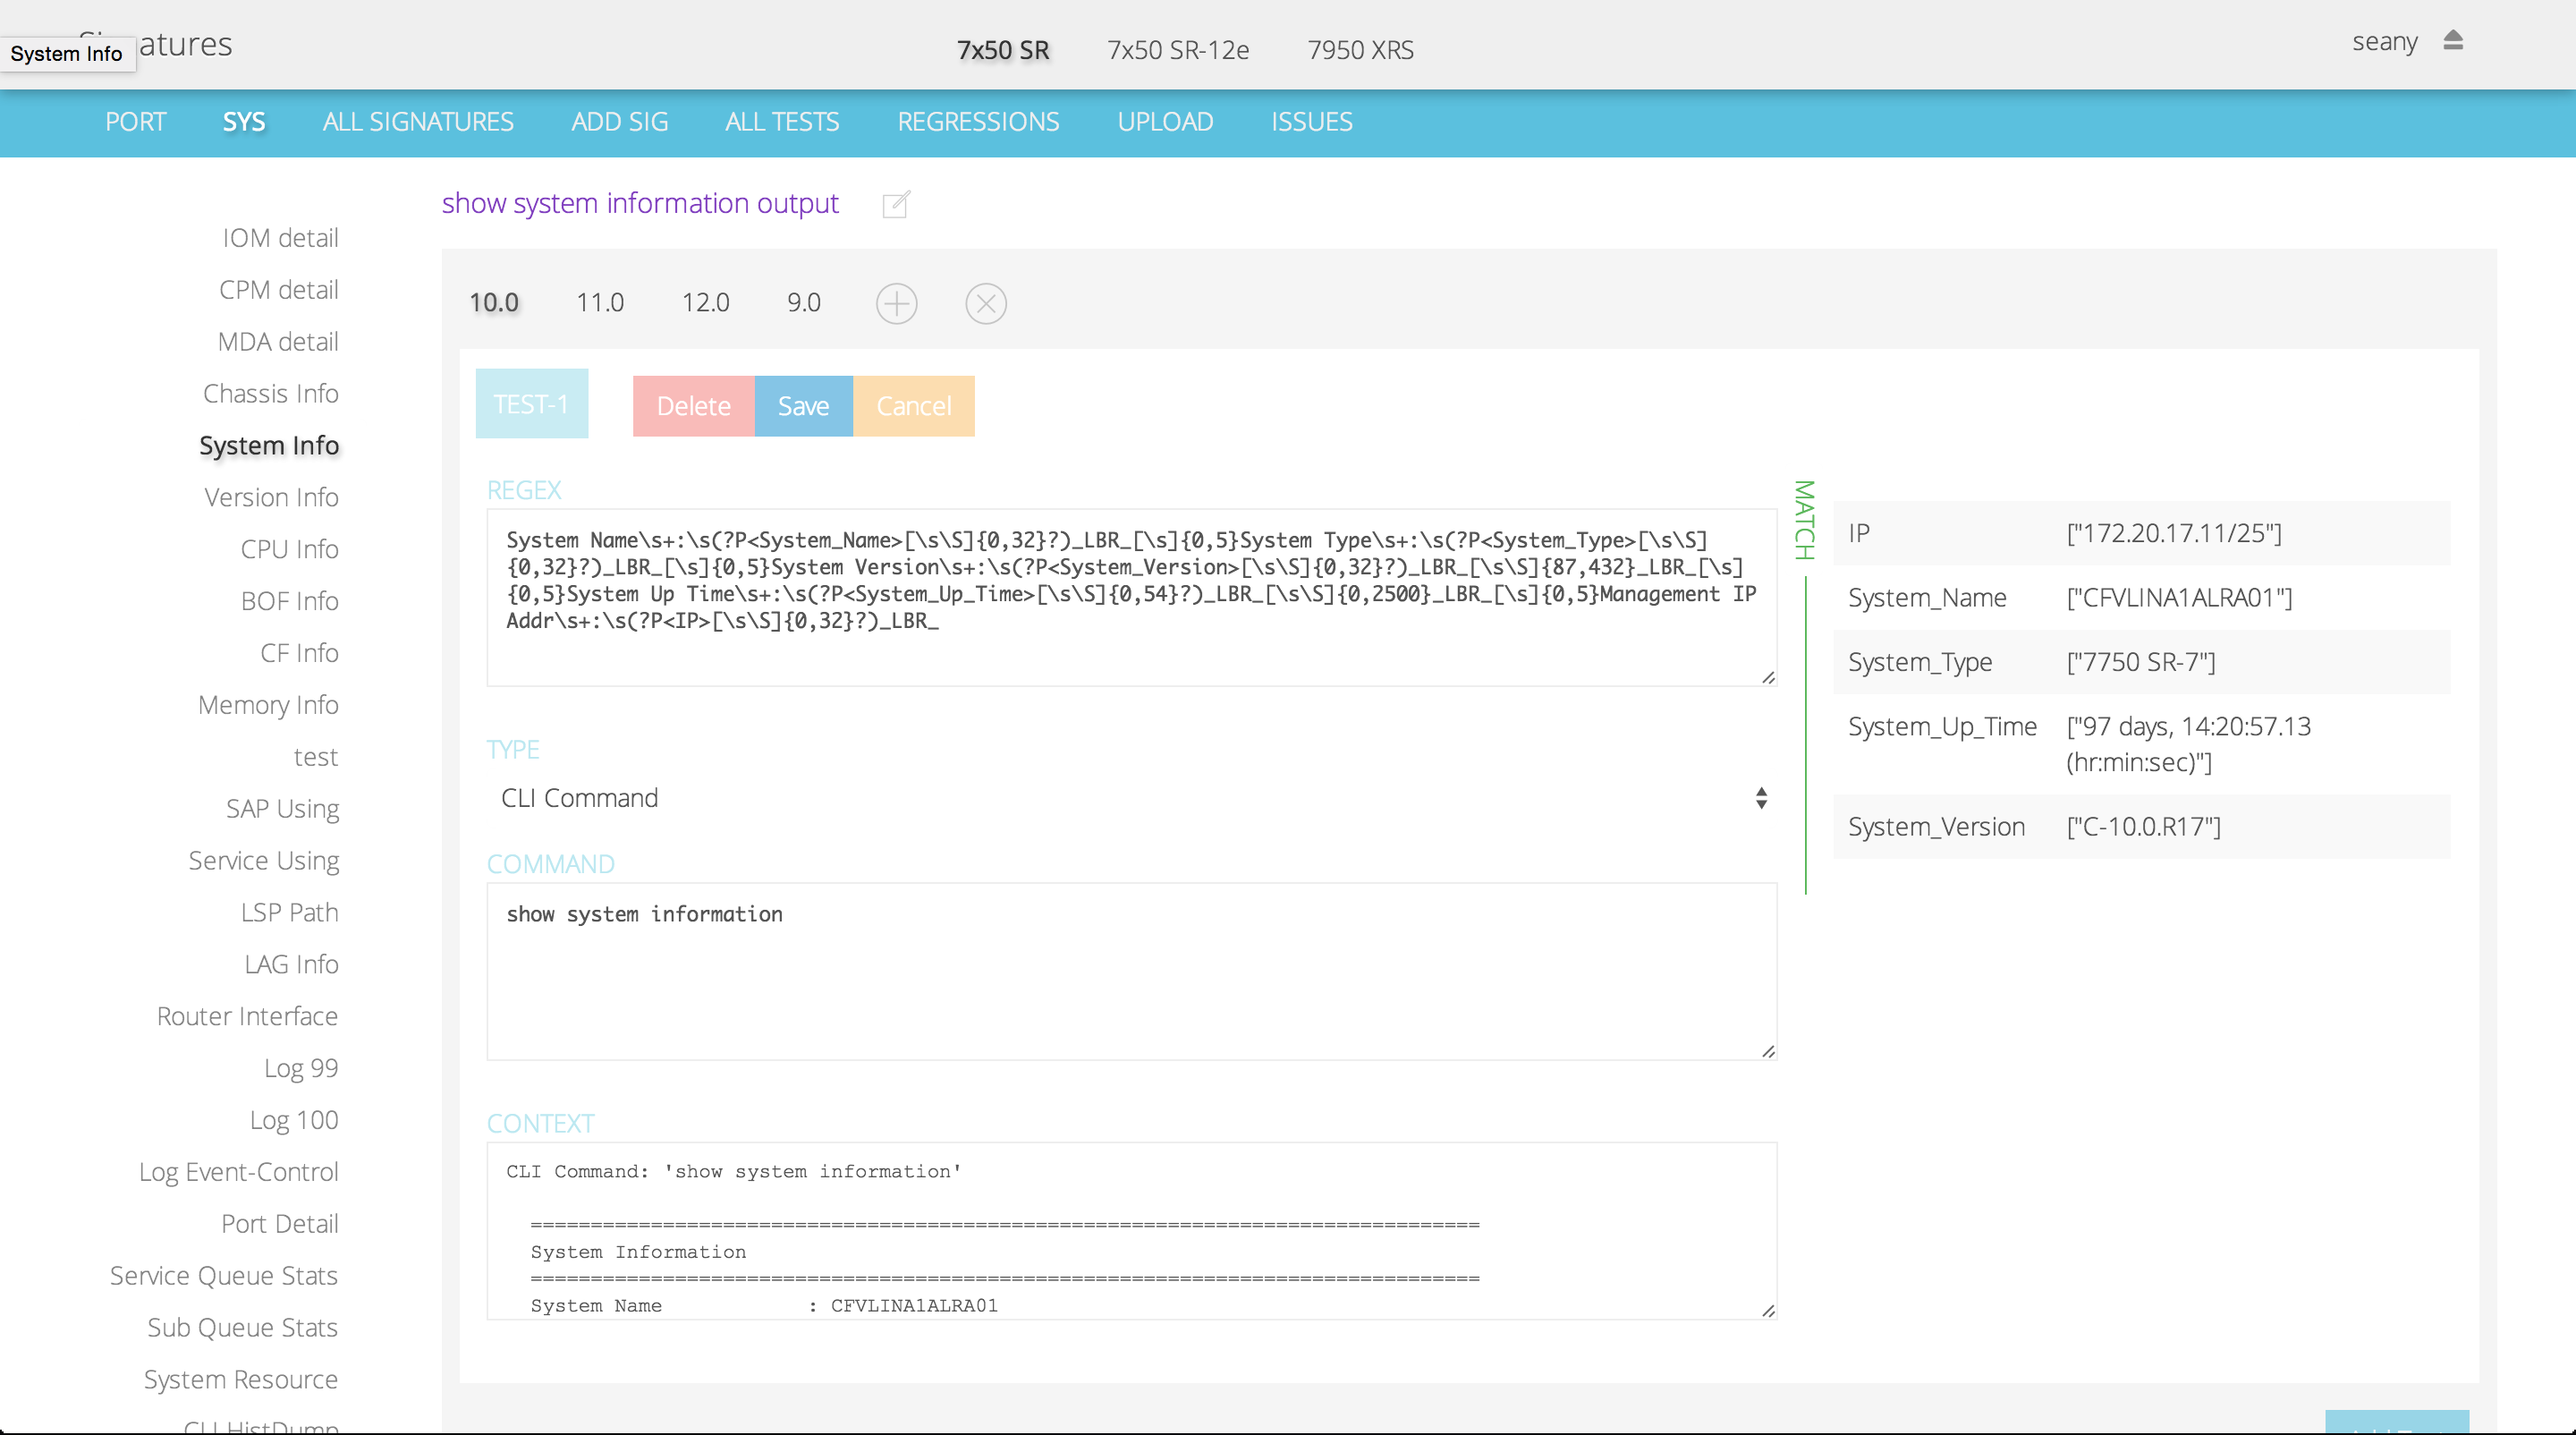 Signatures
System Info
7x50 SR 7x50 SR-12e 7950 XRS
seany
PORT SYS ALL SIGNATURES ADD SIG ALL TESTS REGRESSIONS UPLOAD ISSUES
IOM detail
CPM detail
MDA detail
Chassis Info
System Info
Version Info
CPU Info
BOF Info
CF Info
Memory Info
test
SAP Using
Service Using
LSP Path
LAG Info
Router Interface
Log 99
Log 100
Log Event-Control
Port Detail
Service Queue Stats
Sub Queue Stats
System Resource
CLI HistDump
show system information output
10.0 11.0 12.0 9.0
TEST-1 Delete Save Cancel
REGEX
System Name\s+:\s(?P<System_Name>[\s\S]{0,32}?)_LBR_[\s]{0,5}System Type\s+:\s(?P<System_Type>[\s\S]
{0,32}?)_LBR_[\s]{0,5}System Version\s+:\s(?P<System_Version>[\s\S]{0,32}?)_LBR_[\s\S]{87,432}_LBR_[\s]
{0,5}System Up Time\s+:\s(?P<System_Up_Time>[\s\S]{0,54}?)_LBR_[\s\S]{0,2500}_LBR_[\s]{0,5}Management IP
Addr\s+:\s(?P<IP>[\s\S]{0,32}?)_LBR_
TYPE
CLI Command
COMMAND
show system information
CONTEXT
CLI Command: 'show system information'
===============================================================================
System Information
===============================================================================
System Name : CFVLINA1ALRA01
MATCH
IP ["172.20.17.11/25"]
System_Name ["CFVLINA1ALRA01"]
System_Type ["7750 SR-7"]
System_Up_Time ["97 days, 14:20:57.13
(hr:min:sec)"]
System_Version ["C-10.0.R17"]